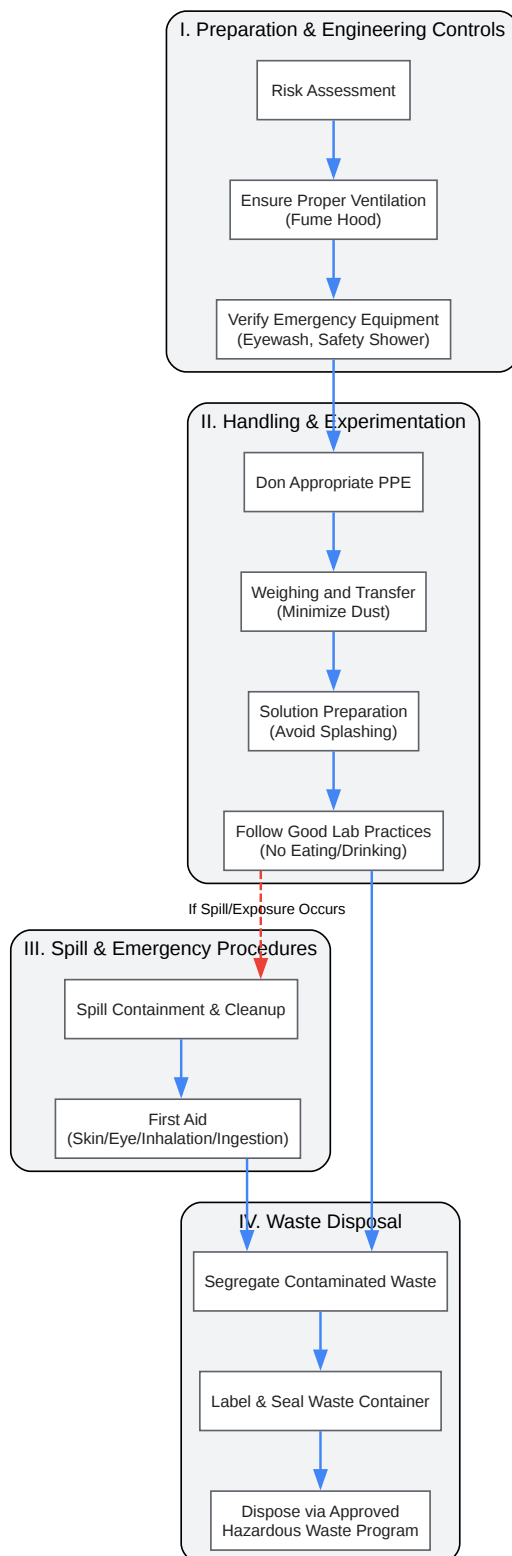 I. Preparation & Engineering Controls
Risk Assessment
Ensure Proper Ventilation
(Fume Hood)
Verify Emergency Equipment
(Eyewash, Safety Shower)
II. Handling & Experimentation
Don Appropriate PPE
Weighing and Transfer
(Minimize Dust)
Solution Preparation
(Avoid Splashing)
Follow Good Lab Practices
(No Eating/Drinking)
If Spill/Exposure Occurs
III. Spill & Emergency Procedures
Spill Containment & Cleanup
First Aid
(Skin/Eye/Inhalation/Ingestion)
IV. Waste Disposal
Segregate Contaminated Waste
Label & Seal Waste Container
Dispose via Approved
Hazardous Waste Program